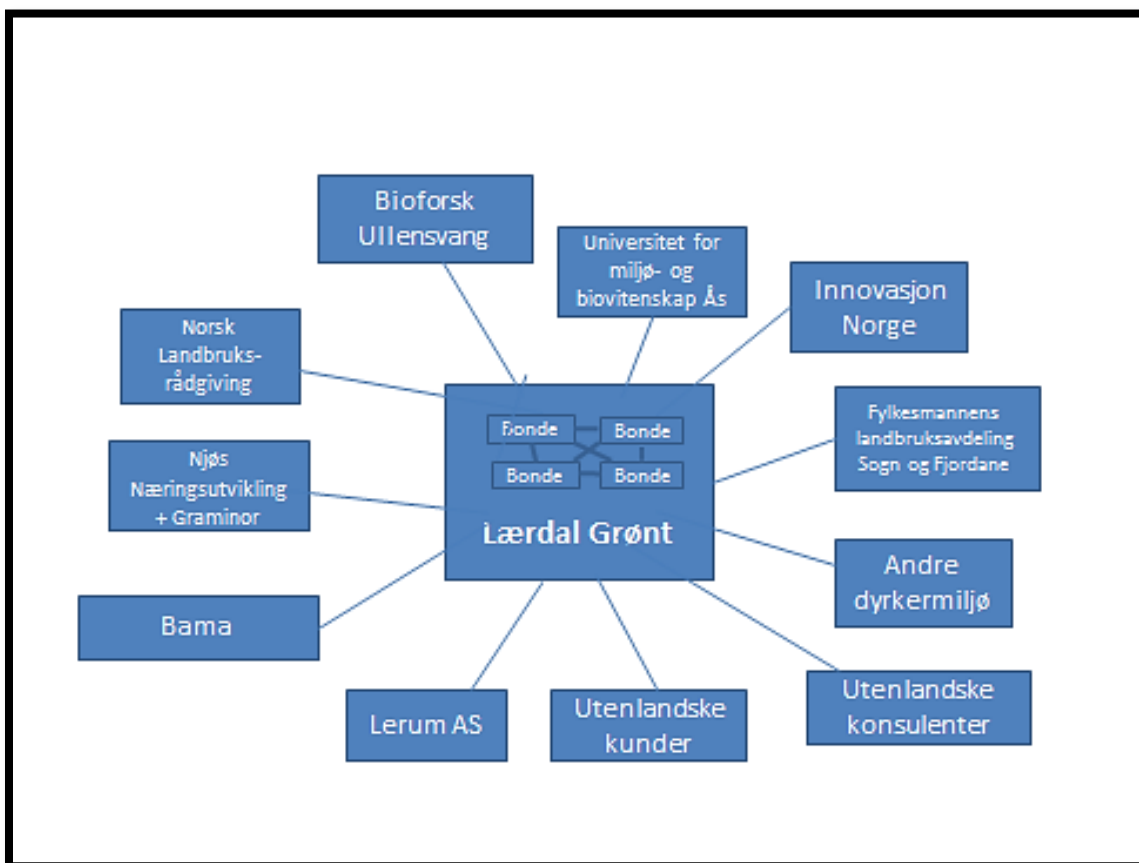 Bioforsk
Ullensvang
Universitet for
miljø- og
biovitenskap Ås
Innovasjon
Norge
Norsk
Landbruks-
rådgiving
Fylkesmannens
landbruksavdeling
Sogn og Fjordane
Bonde
Bonde
Bonde
Bonde
Lærdal Grønt
Njøs
Næringsutvikling
+ Graminor
Andre
dyrkermiljø
Bama
Lerum AS
Utenlandske
kunder
Utenlandske
konsulenter